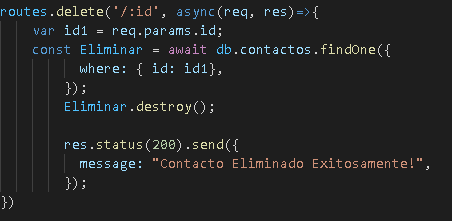 routes.delete('/:id', async(req, res)=>{
    var id1 = req.params.id;
    const Eliminar = await db.contactos.findOne({
          where: { id: id1},
        });
        Eliminar.destroy();

        res.status(200).send({
          message: "Contacto Eliminado Exitosamente!",
        });
})